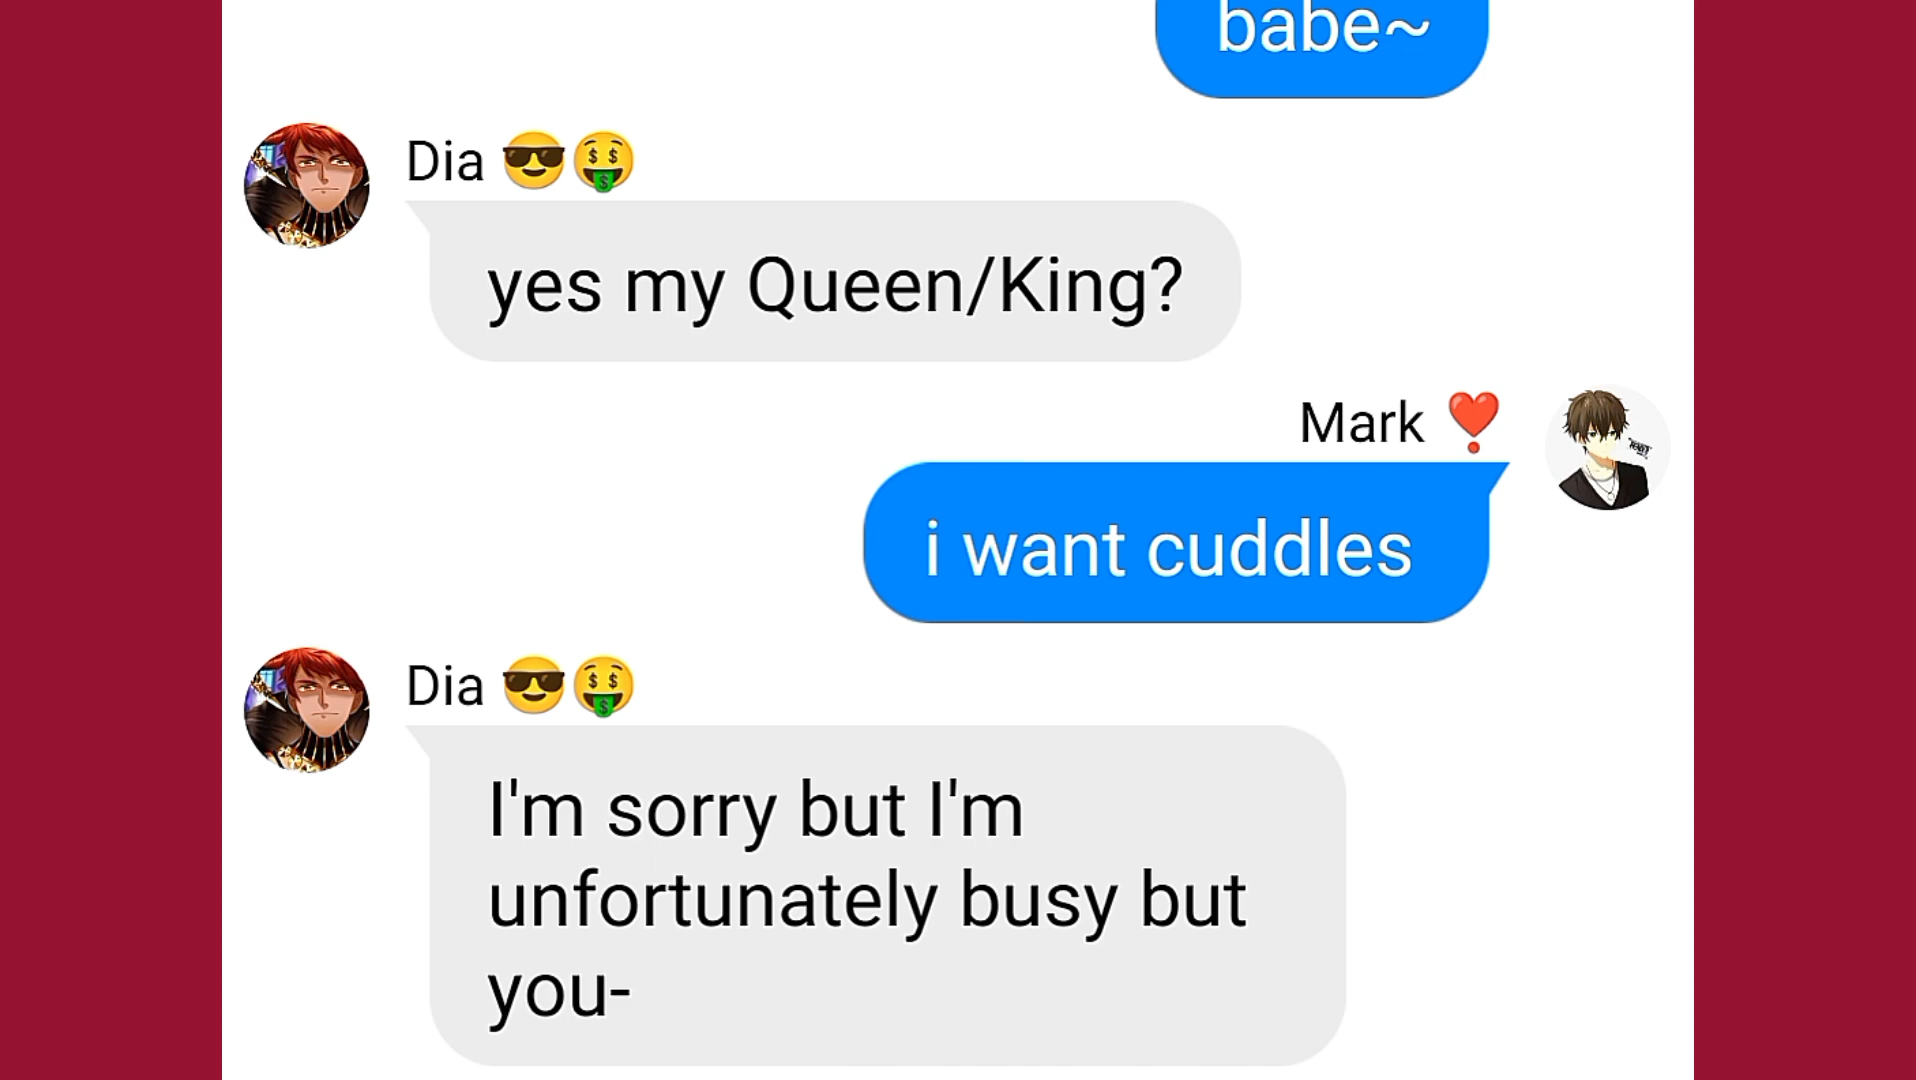 babe~
Dia 😎🤑
yes my Queen/King?
Mark ❣️
i want cuddles
Dia 😎🤑
I'm sorry but I'm
unfortunately busy but
you-